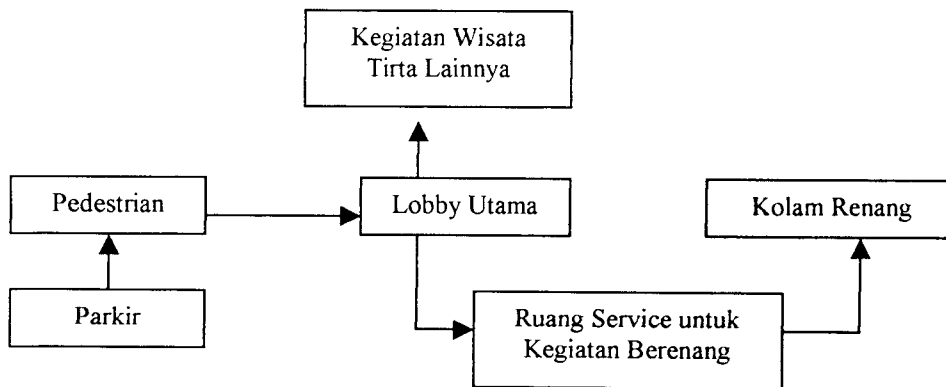 Kegiatan Wisata
Tirta Lainnya
Pedestrian
Lobby Utama
Kolam Renang
Parkir
Ruang Service untuk
Kegiatan Berenang